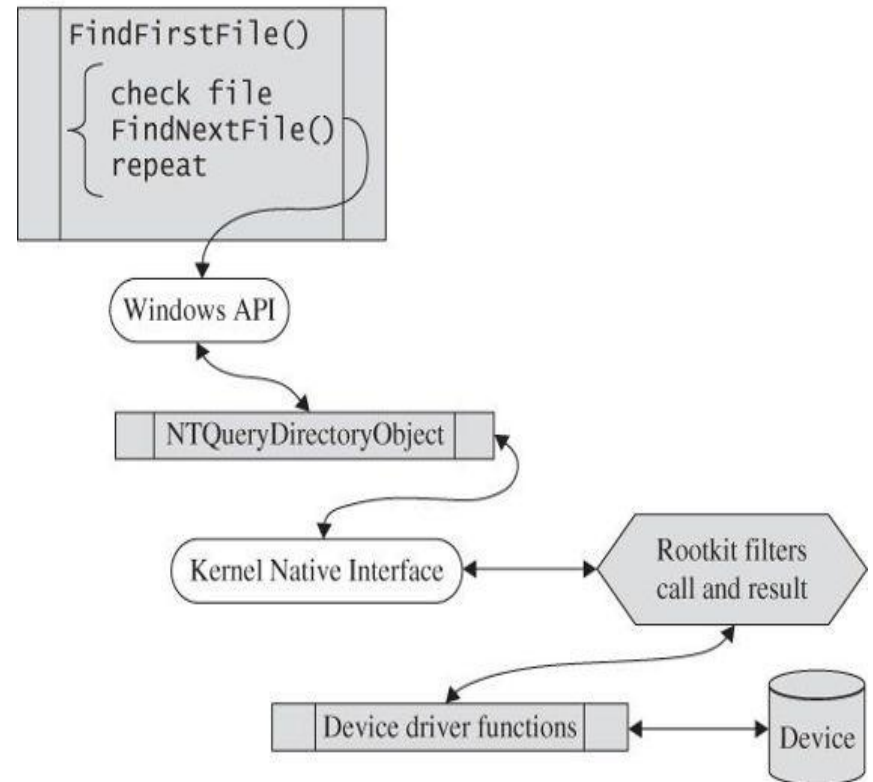 FindFirstFile()
check file
FindNextFile()
repeat
Windows API
NTQueryDirectoryObject
Kernel Native Interface
Rootkit filters
call and result
Device driver functions
Device